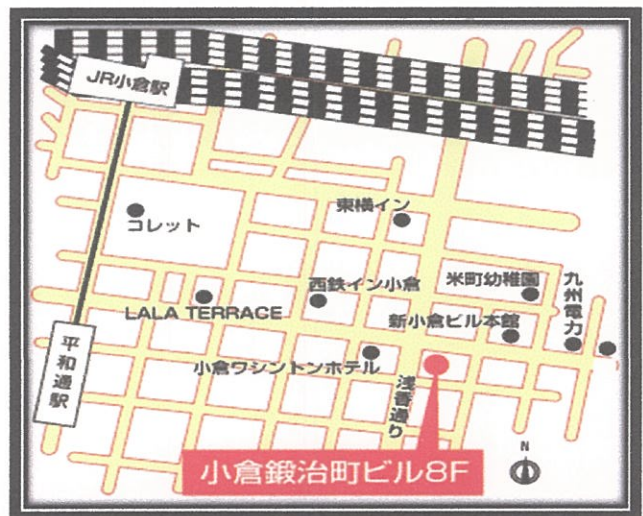 JR小倉駅
東横イン
コレット
西鉄イン小倉
米町幼稚園
九州電力
LALA TERRACE
新小倉ビル本館
平和通駅
小倉ワシントンホテル
浅香通り
N
小倉鍛治町ビル8F